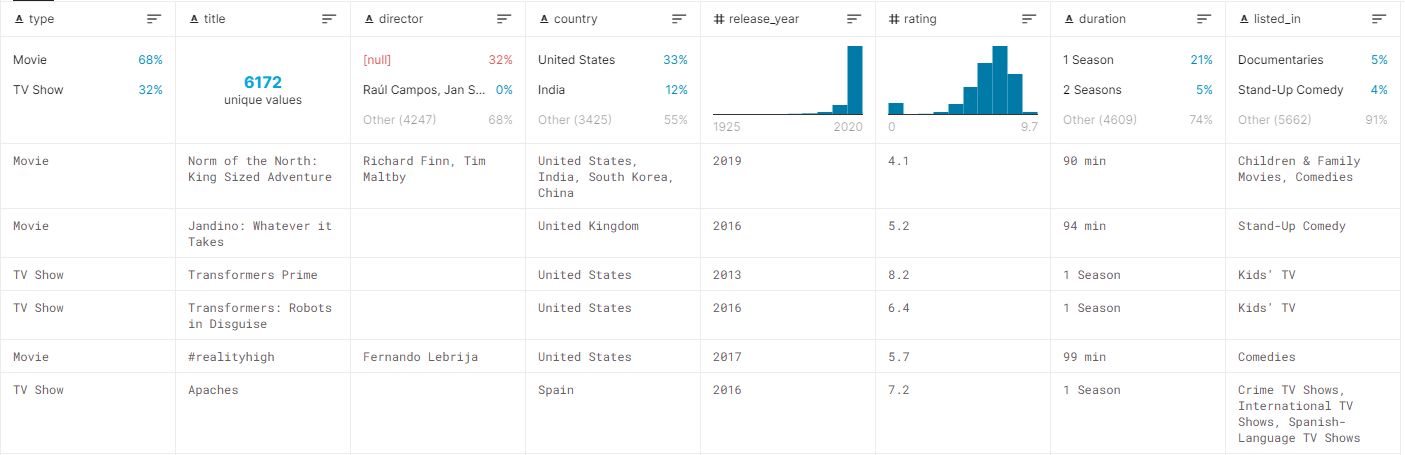 type title director country release_year rating duration listed_in
Movie 68%
TV Show 32%
6172
unique values
[null] 32%
Raúl Campos, Jan S... 0%
Other (4247) 68%
United States 33%
India 12%
Other (3425) 55%
1925 2020
0 9.7
1 Season 21%
2 Seasons 5%
Other (4609) 74%
Documentaries 5%
Stand-Up Comedy 4%
Other (5662) 91%
Movie
Norm of the North:
King Sized Adventure
Richard Finn, Tim
Maltby
United States,
India, South Korea,
China
2019
4.1
90 min
Children & Family
Movies, Comedies
Movie
Jandino: Whatever it
Takes
United Kingdom
2016
5.2
94 min
Stand-Up Comedy
TV Show
Transformers Prime
United States
2013
8.2
1 Season
Kids' TV
TV Show
Transformers: Robots
in Disguise
United States
2016
6.4
1 Season
Kids' TV
Movie
#realityhigh
Fernando Lebrija
United States
2017
5.7
99 min
Comedies
TV Show
Apaches
Spain
2016
7.2
1 Season
Crime TV Shows,
International TV
Shows, Spanish-
Language TV Shows